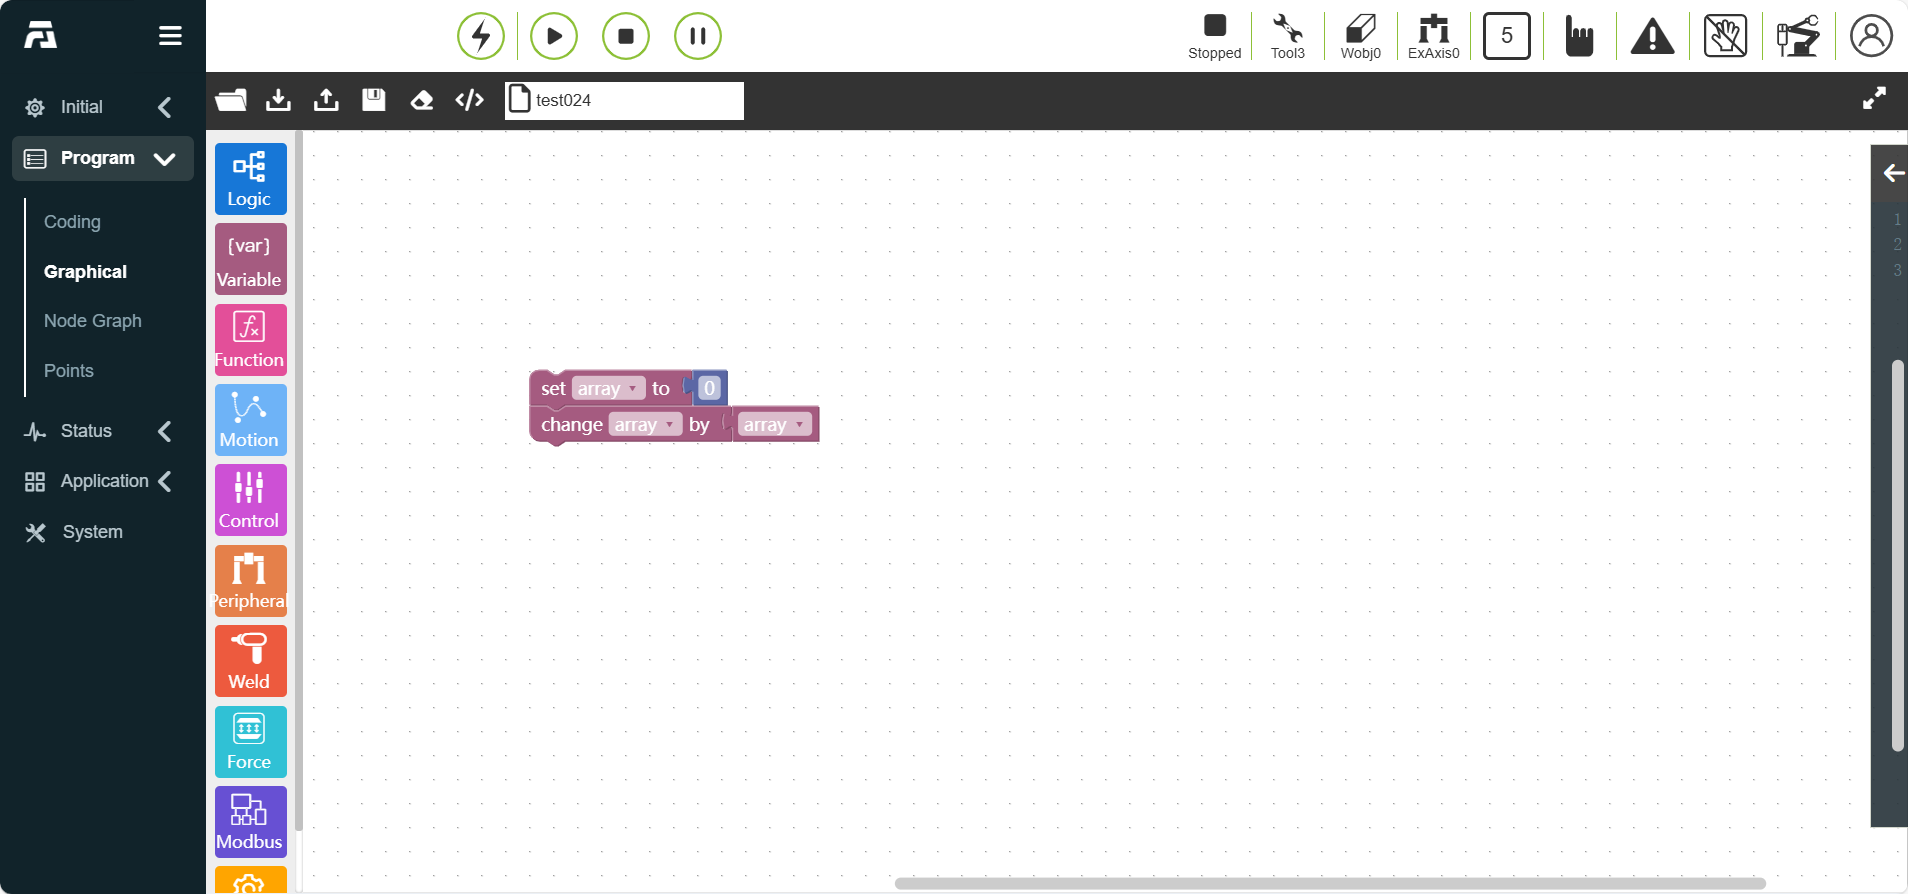 Stopped
Tool3
Wobj0
ExAxis0
5
Initial
Program
Coding
Graphical
Node Graph
Points
Status
Application
System
test024
Logic
{var}
Variable
fx
Function
Motion
Control
Peripheral
Weld
Force
Modbus
set array to 0
change array by array
1
2
3